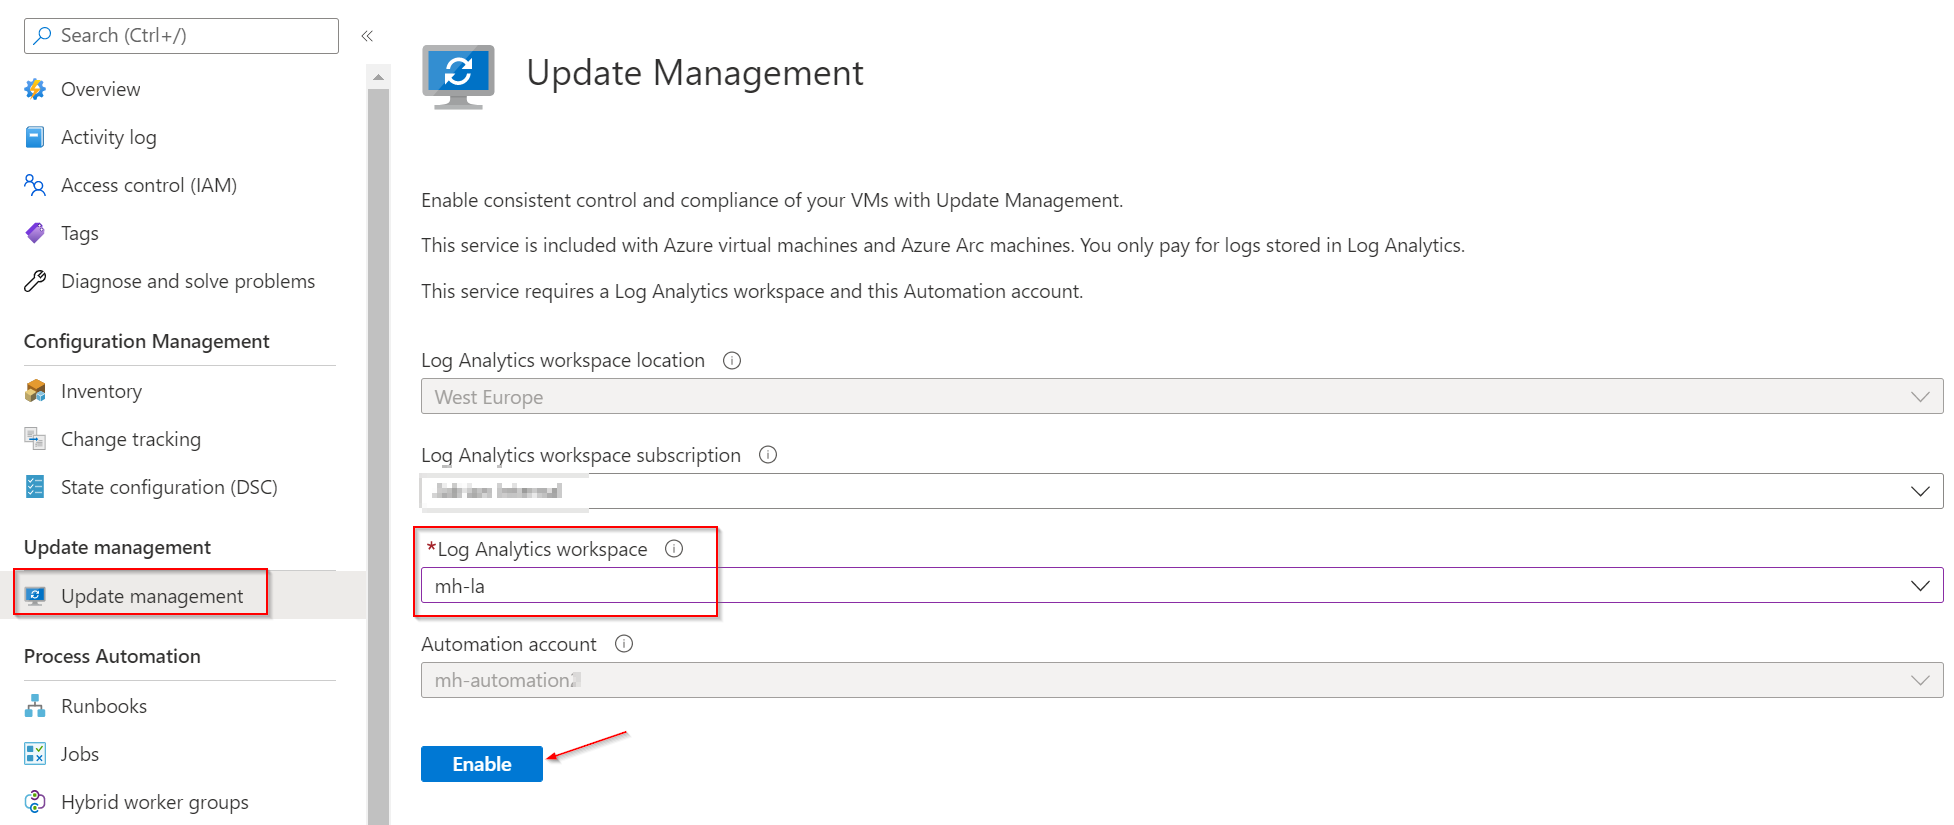 Search (Ctrl+/)
«
Overview
Activity log
Access control (IAM)
Tags
Diagnose and solve problems
Configuration Management
Inventory
Change tracking
State configuration (DSC)
Update management
Update management
Process Automation
Runbooks
Jobs
Hybrid worker groups
Update Management
Enable consistent control and compliance of your VMs with Update Management.
This service is included with Azure virtual machines and Azure Arc machines. You only pay for logs stored in Log Analytics.
This service requires a Log Analytics workspace and this Automation account.
Log Analytics workspace location
West Europe
Log Analytics workspace subscription
*Log Analytics workspace
mh-la
Automation account
mh-automation
Enable